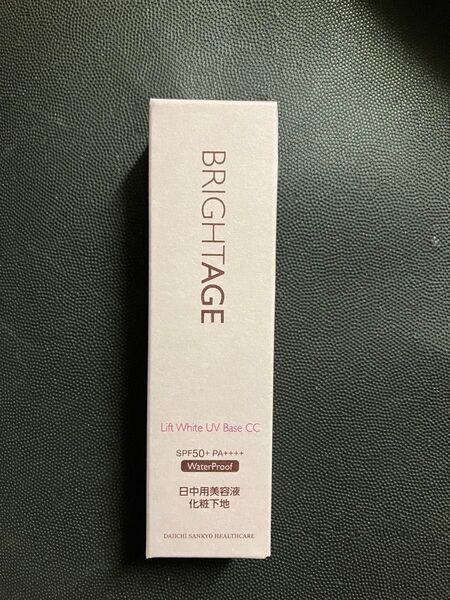 BRIGHTAGE
Lift White UV Base CC
SPF50+ PA++++
WaterProof
日中用美容液
化粧下地
DAIICHI SANKYO HEALTHCARE